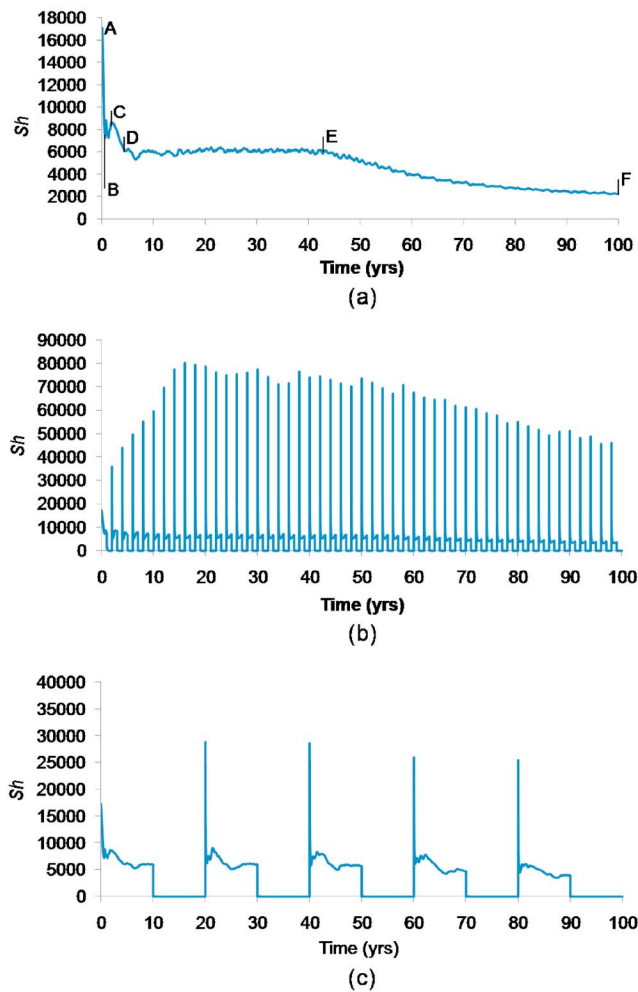 18000
16000
14000
12000
10000
8000
6000
4000
2000
0
Sh
A
B
C
D
E
F
0 10 20 30 40 50 60 70 80 90 100
Time (yrs)
(a)
90000
80000
70000
60000
50000
40000
30000
20000
10000
0
Sh
0 10 20 30 40 50 60 70 80 90 100
Time (yrs)
(b)
40000
35000
30000
25000
20000
15000
10000
5000
0
Sh
0 10 20 30 40 50 60 70 80 90 100
Time (yrs)
(c)